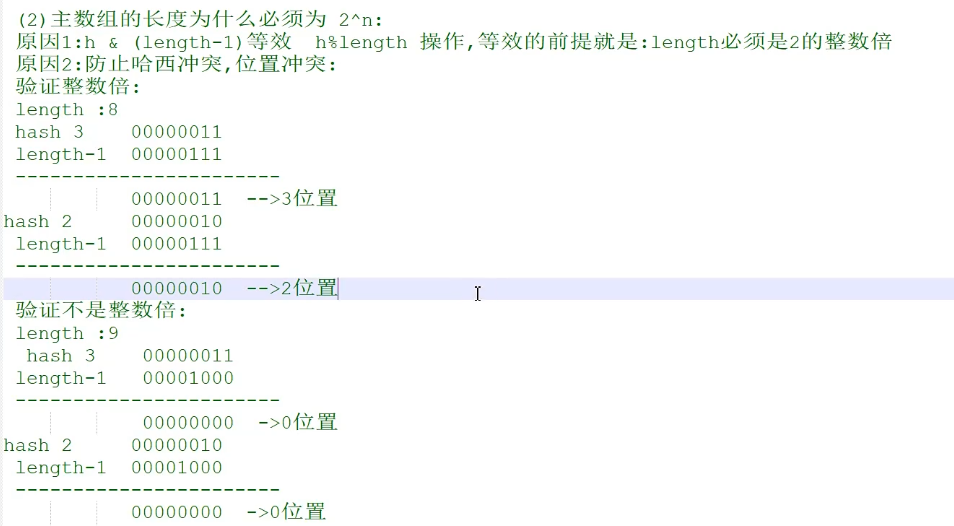 (2)主数组的长度为什么必须为 2^n:
原因1:h & (length-1)等效 h%length 操作,等效的前提就是:length必须是2的整数倍
原因2:防止哈西冲突,位置冲突:
验证整数倍:
length :8
hash 3 00000011
length-1 00000111
-----------------------
00000011 -->3位置
hash 2 00000010
length-1 00000111
-----------------------
00000010 -->2位置
验证不是整数倍:
length :9
hash 3 00000011
length-1 00001000
-----------------------
00000000 ->0位置
hash 2 00000010
length-1 00001000
-----------------------
00000000 ->0位置